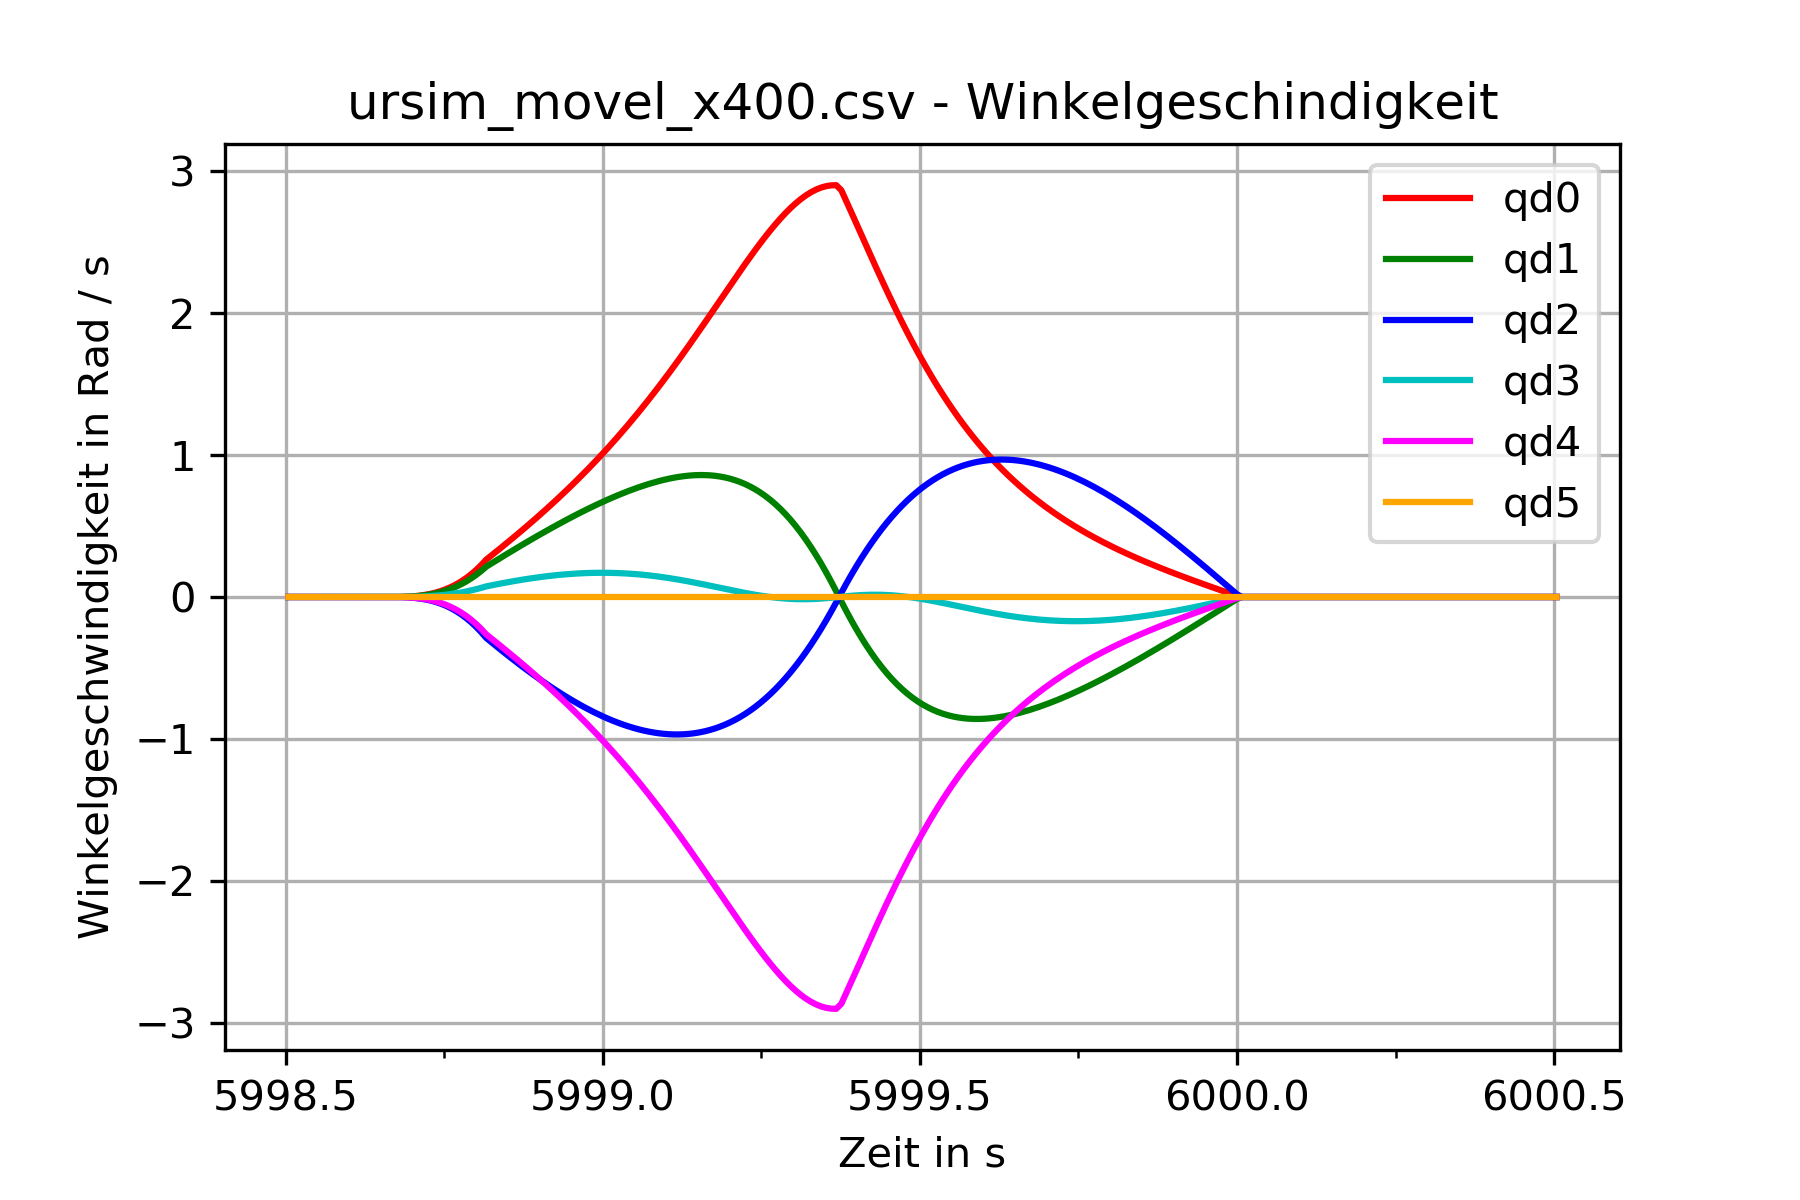 ursim_movel_x400.csv - Winkelgeschindigkeit
Winkelgeschwindigkeit in Rad / s
3
2
1
0
−1
−2
−3
qd0
qd1
qd2
qd3
qd4
qd5
5998.5 5999.0 5999.5 6000.0 6000.5
Zeit in s